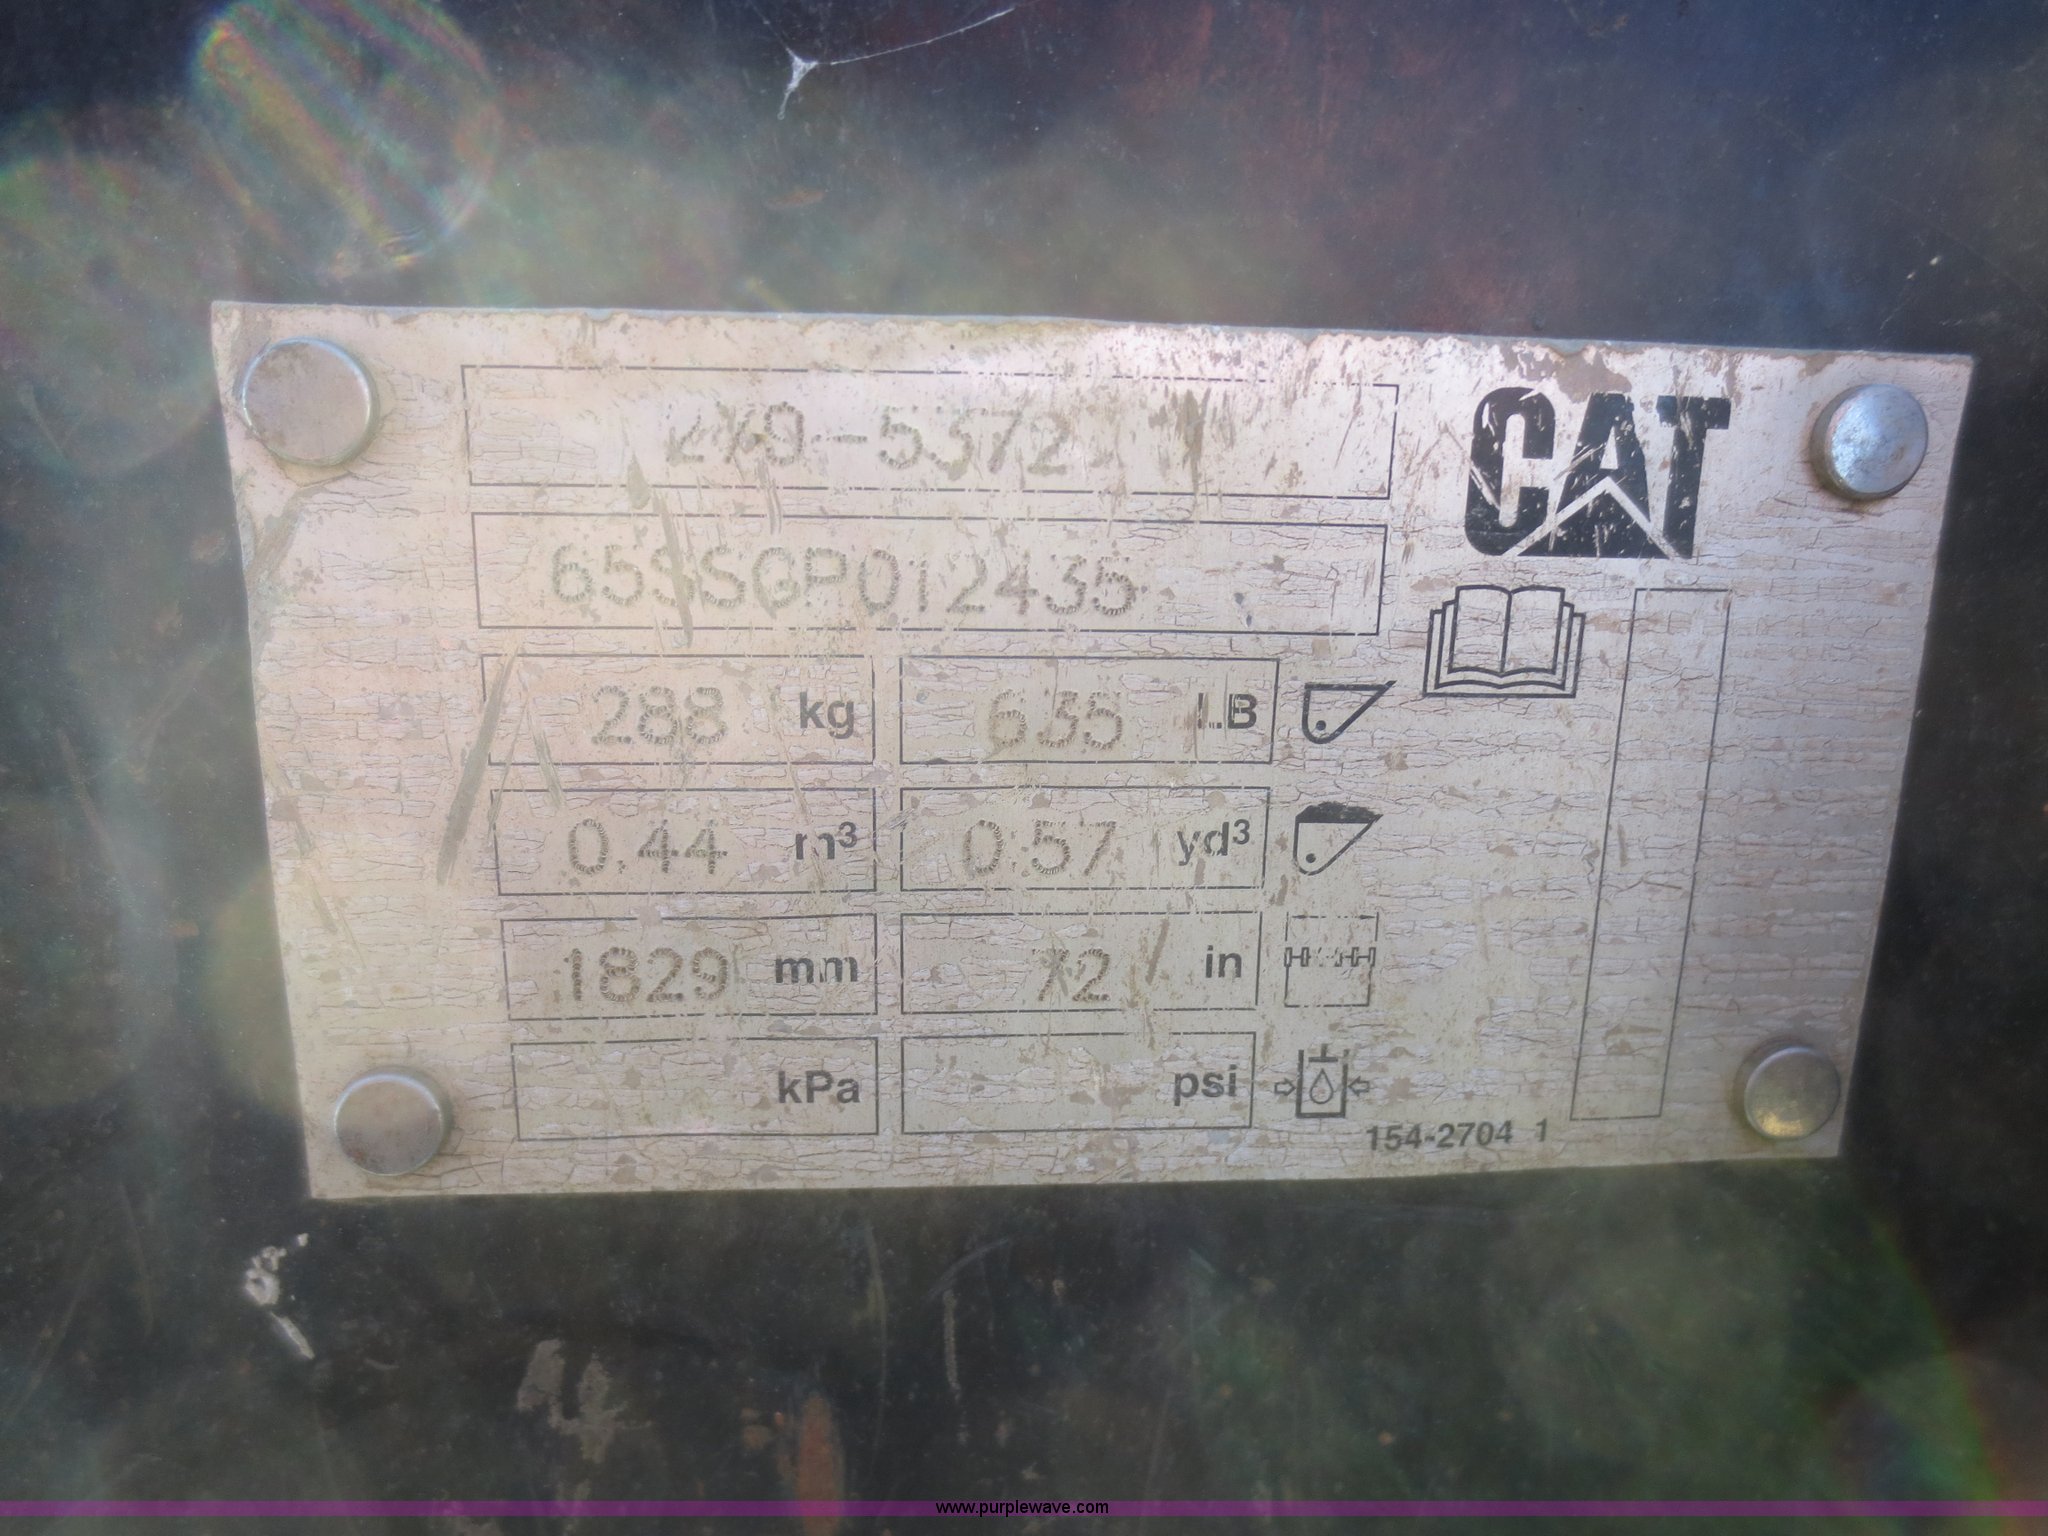 CAT
65SSGP012435
288 kg 635 LB
0.44 m³ 0.57 yd³
1829 mm 72 in
kPa psi
154-2704 1
www.purplewave.com